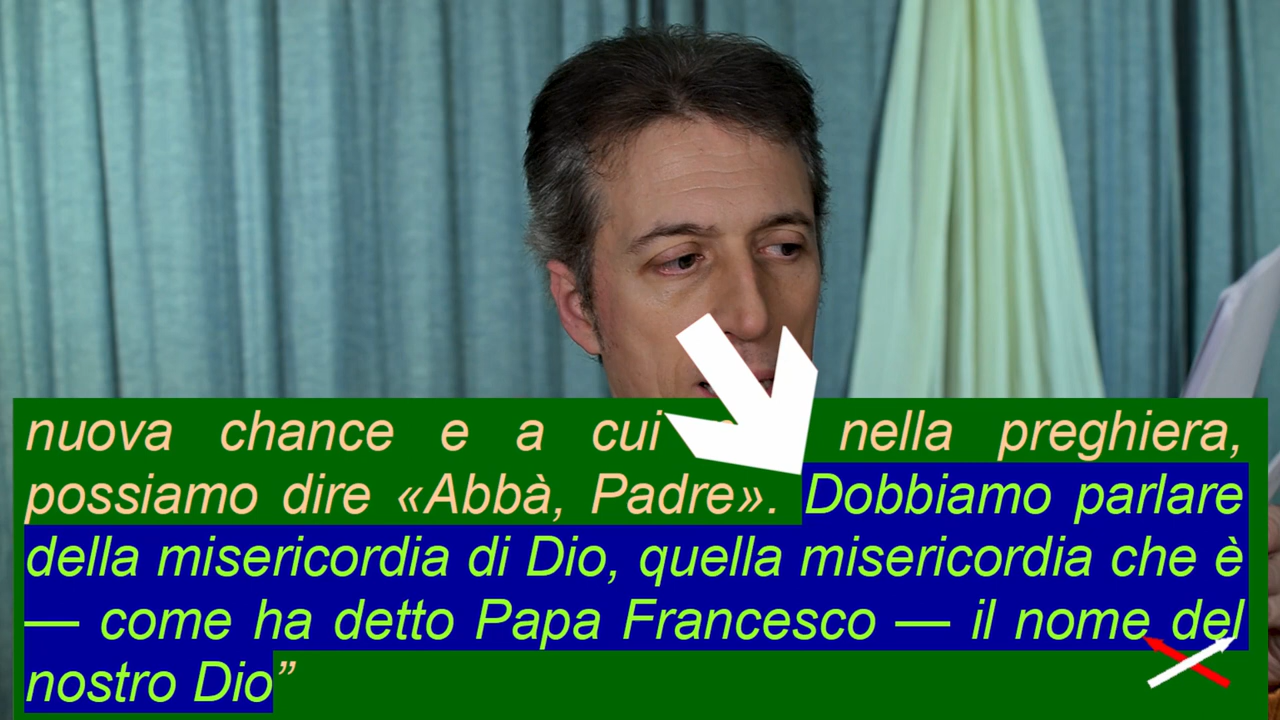 nuova chance e a cui nella preghiera,
possiamo dire «Abbà, Padre». Dobbiamo parlare
della misericordia di Dio, quella misericordia che è
— come ha detto Papa Francesco — il nome del
nostro Dio”